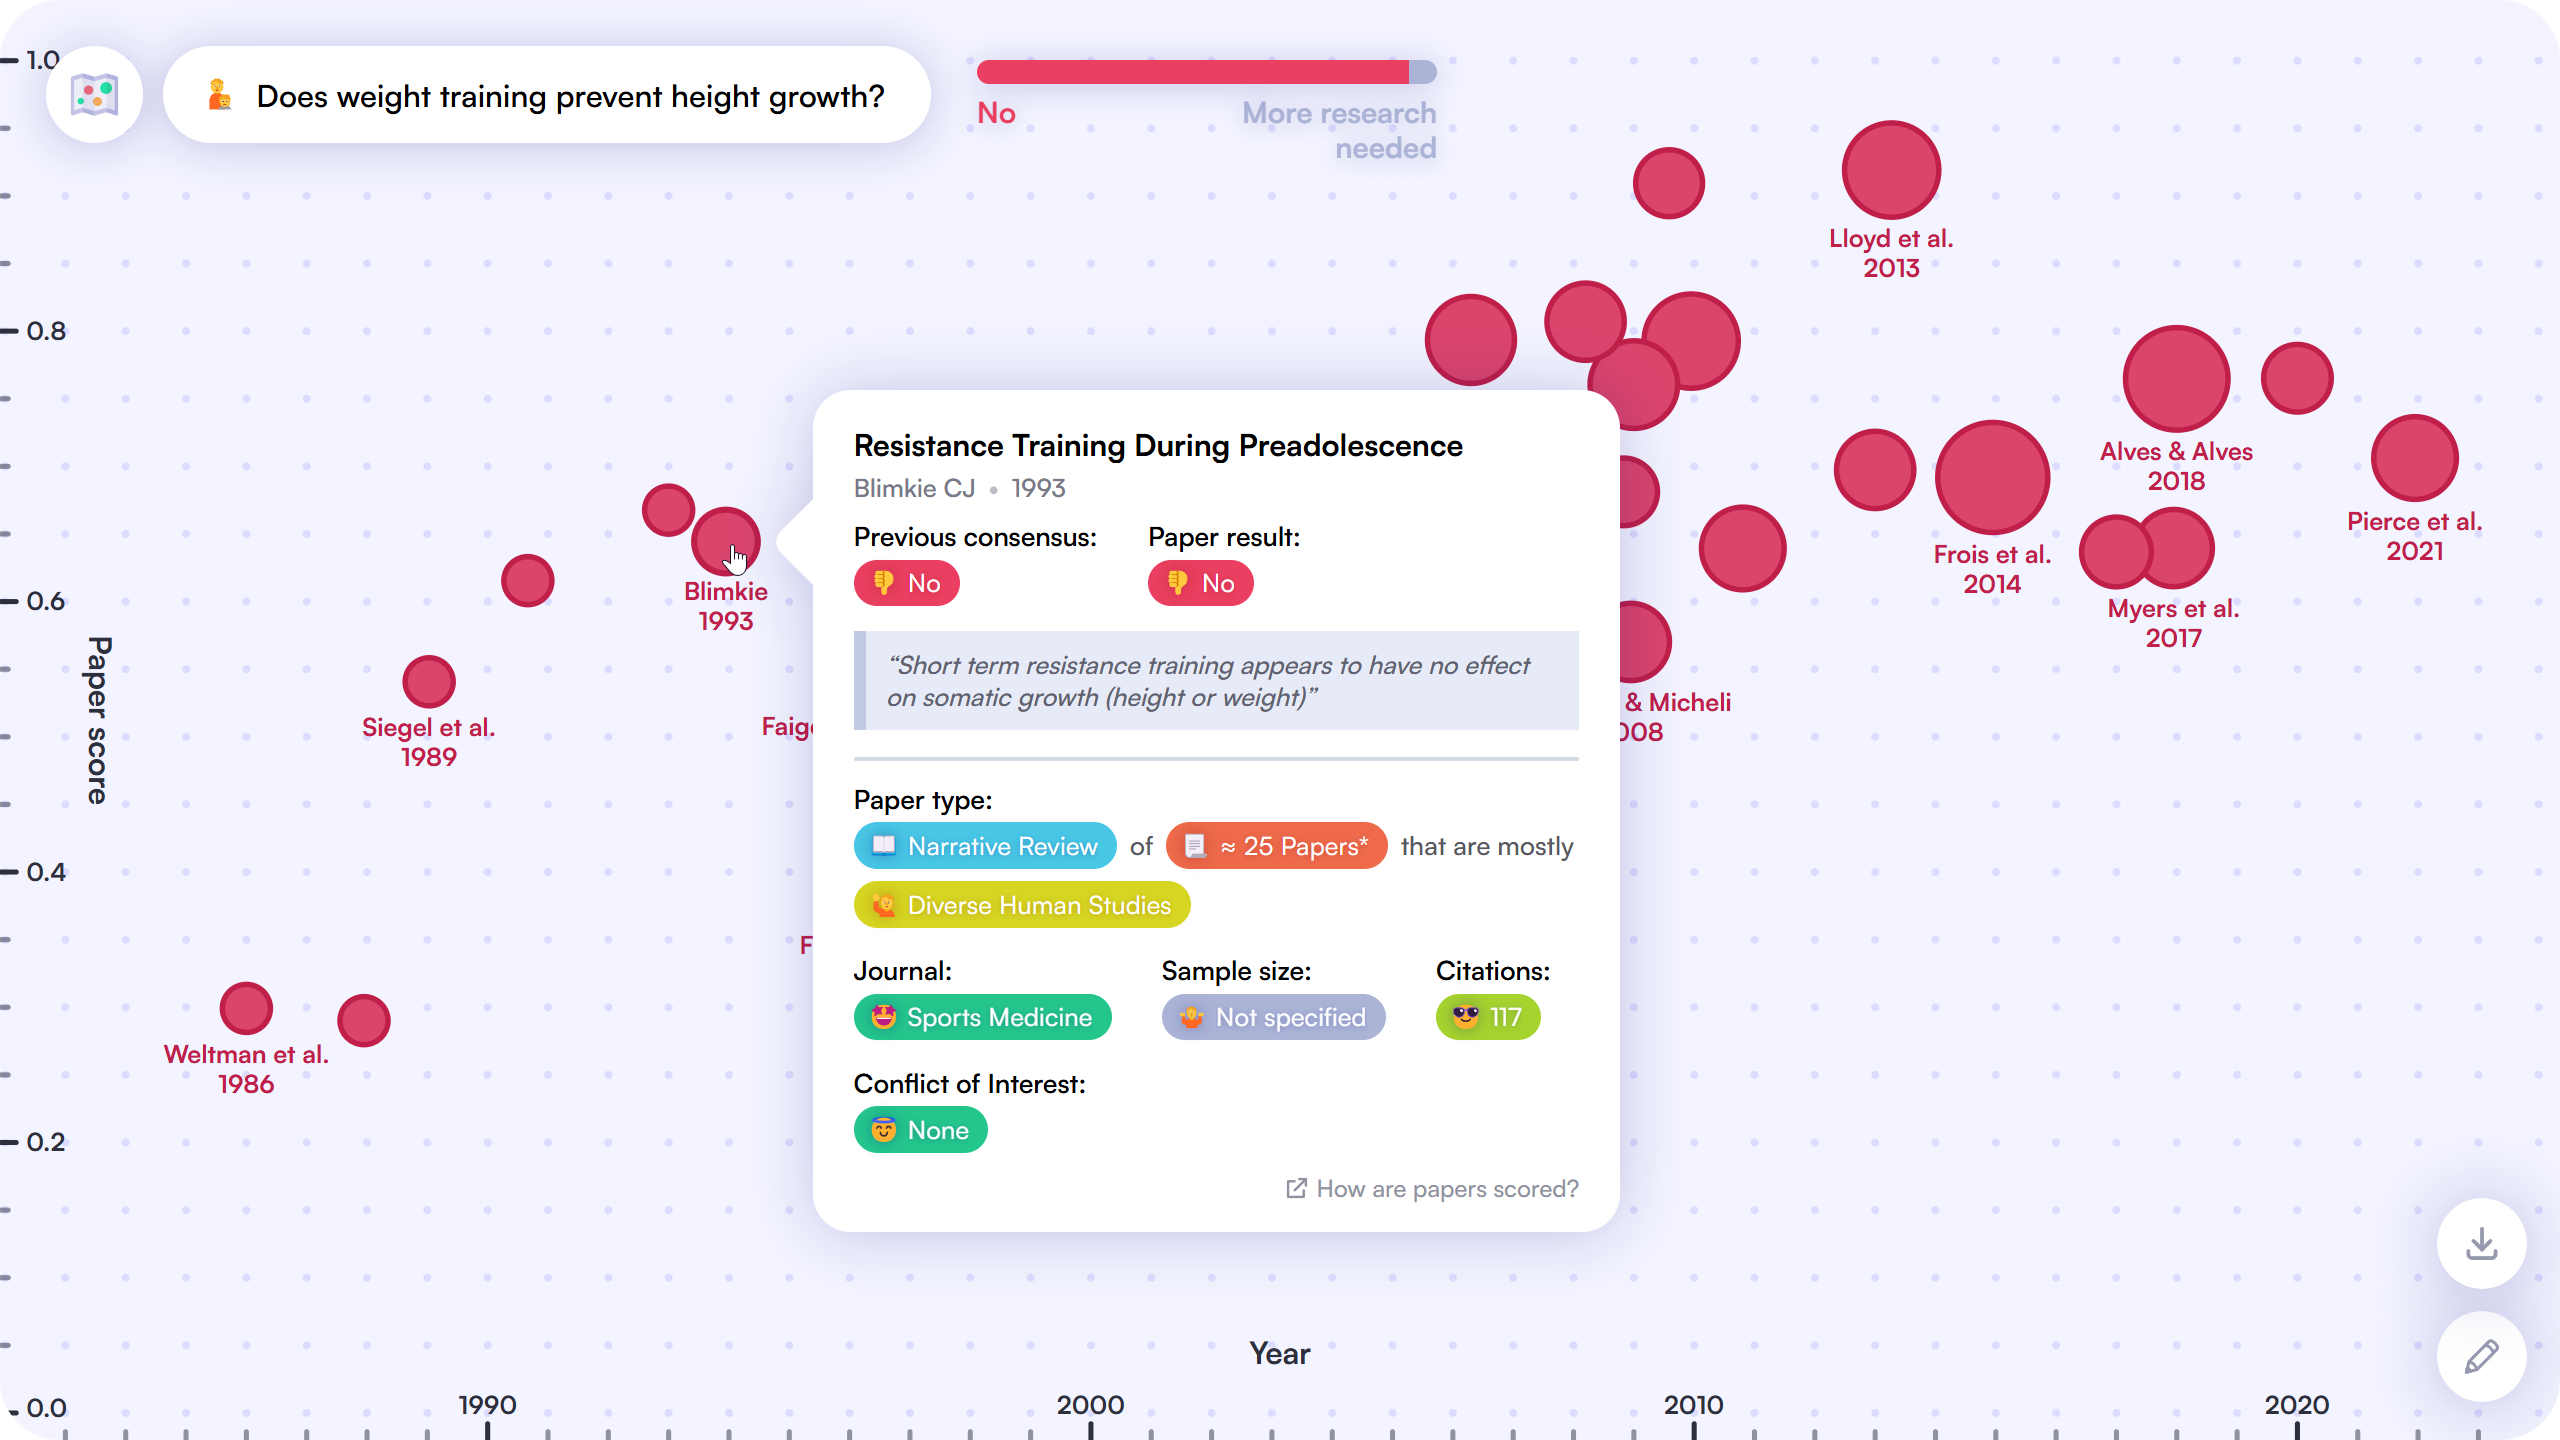 1.0
Does weight training prevent height growth?
No
More research
needed
Lloyd et al.
2013
0.8
Alves & Alves
2018
Pierce et al.
2021
Frois et al.
2014
Myers et al.
2017
Blimkie
1993
0.6
Paper score
Siegel et al.
1989
& Micheli
Resistance Training During Preadolescence
Blimkie CJ • 1993
Previous consensus: Paper result:
No No
“Short term resistance training appears to have no effect
on somatic growth (height or weight)”
Paper type:
Narrative Review of ≈ 25 Papers* that are mostly
Diverse Human Studies
Journal: Sample size: Citations:
Sports Medicine Not specified 117
Conflict of Interest:
None
How are papers scored?
0.4
Weltman et al.
1986
0.2
Year
0.0
1990 2000 2010 2020